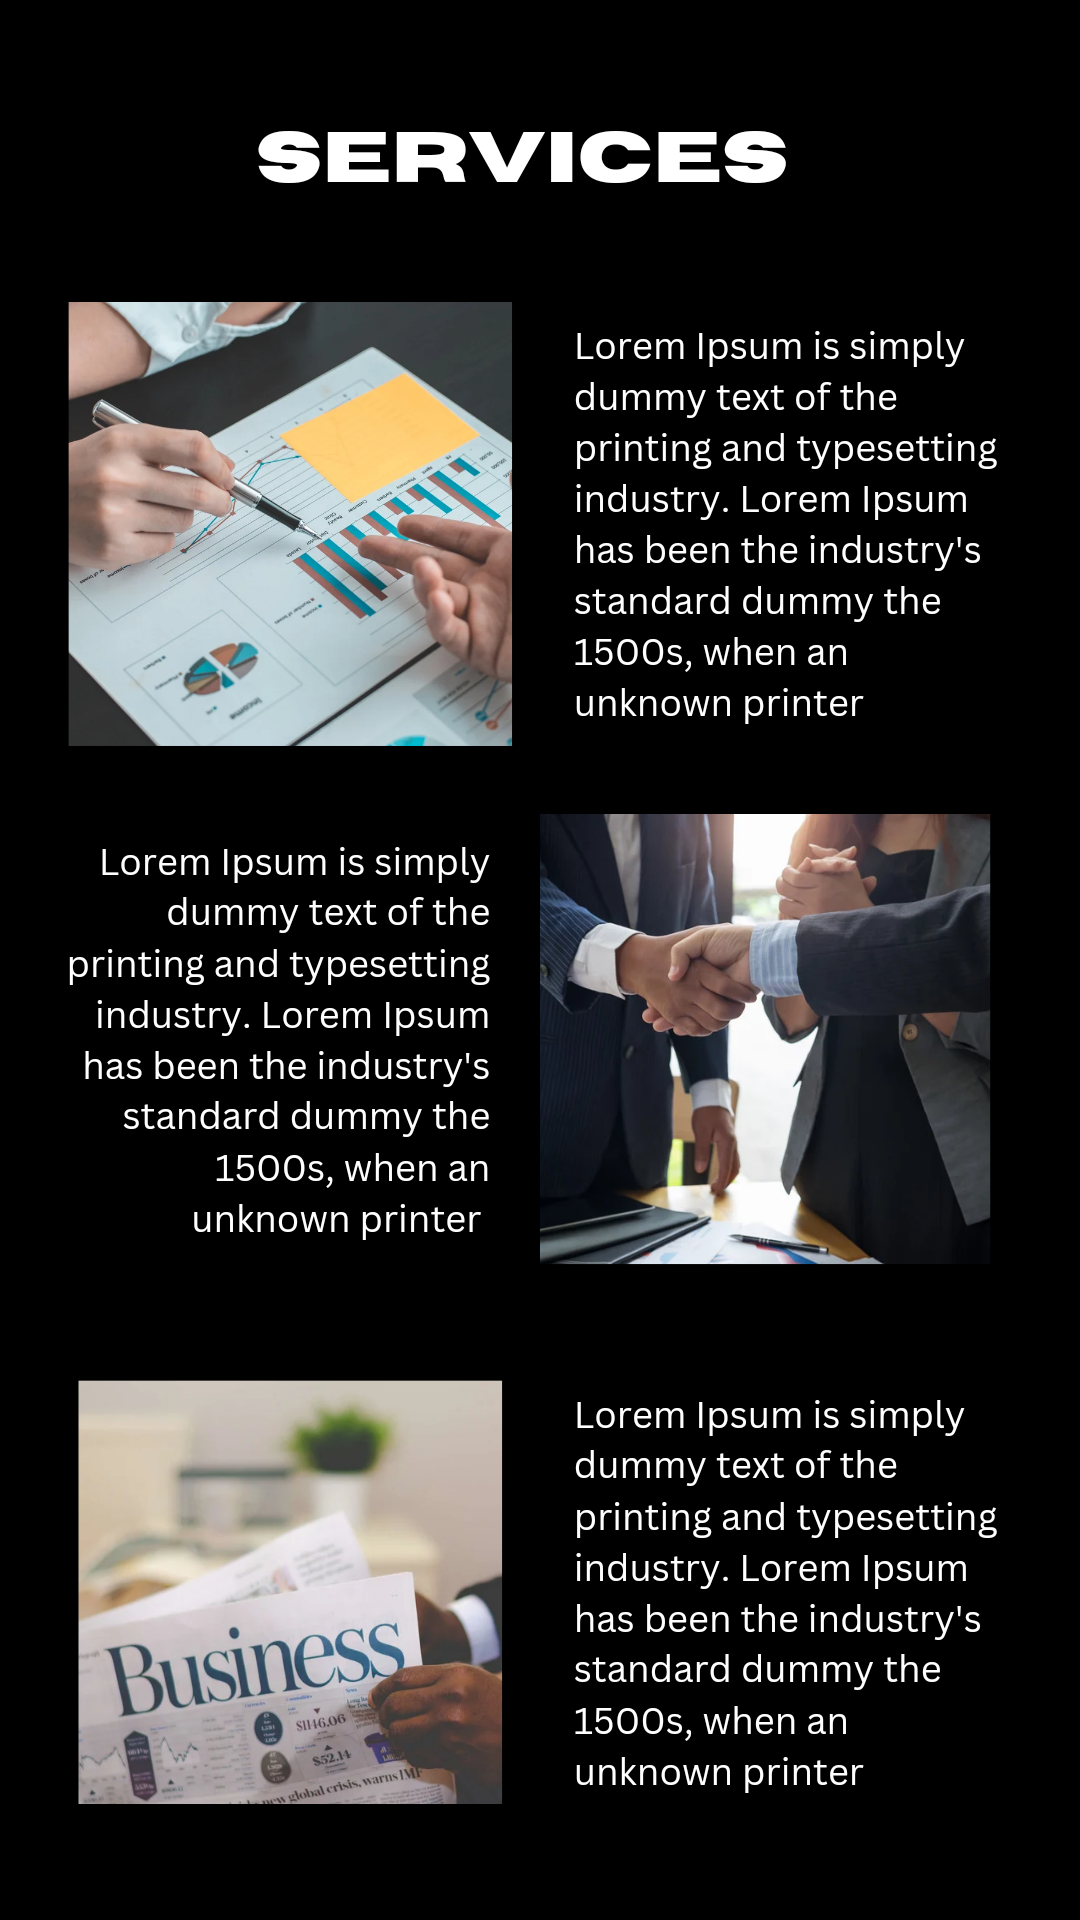 SERVICES
Lorem Ipsum is simply
dummy text of the
printing and typesetting
industry. Lorem Ipsum
has been the industry's
standard dummy the
1500s, when an
unknown printer
Income
Lorem Ipsum is simply
dummy text of the
printing and typesetting
industry. Lorem Ipsum
has been the industry's
standard dummy the
1500s, when an
unknown printer
Business
$1146.06
$52.14
new global crisis, warns IMF
Lorem Ipsum is simply
dummy text of the
printing and typesetting
industry. Lorem Ipsum
has been the industry's
standard dummy the
1500s, when an
unknown printer